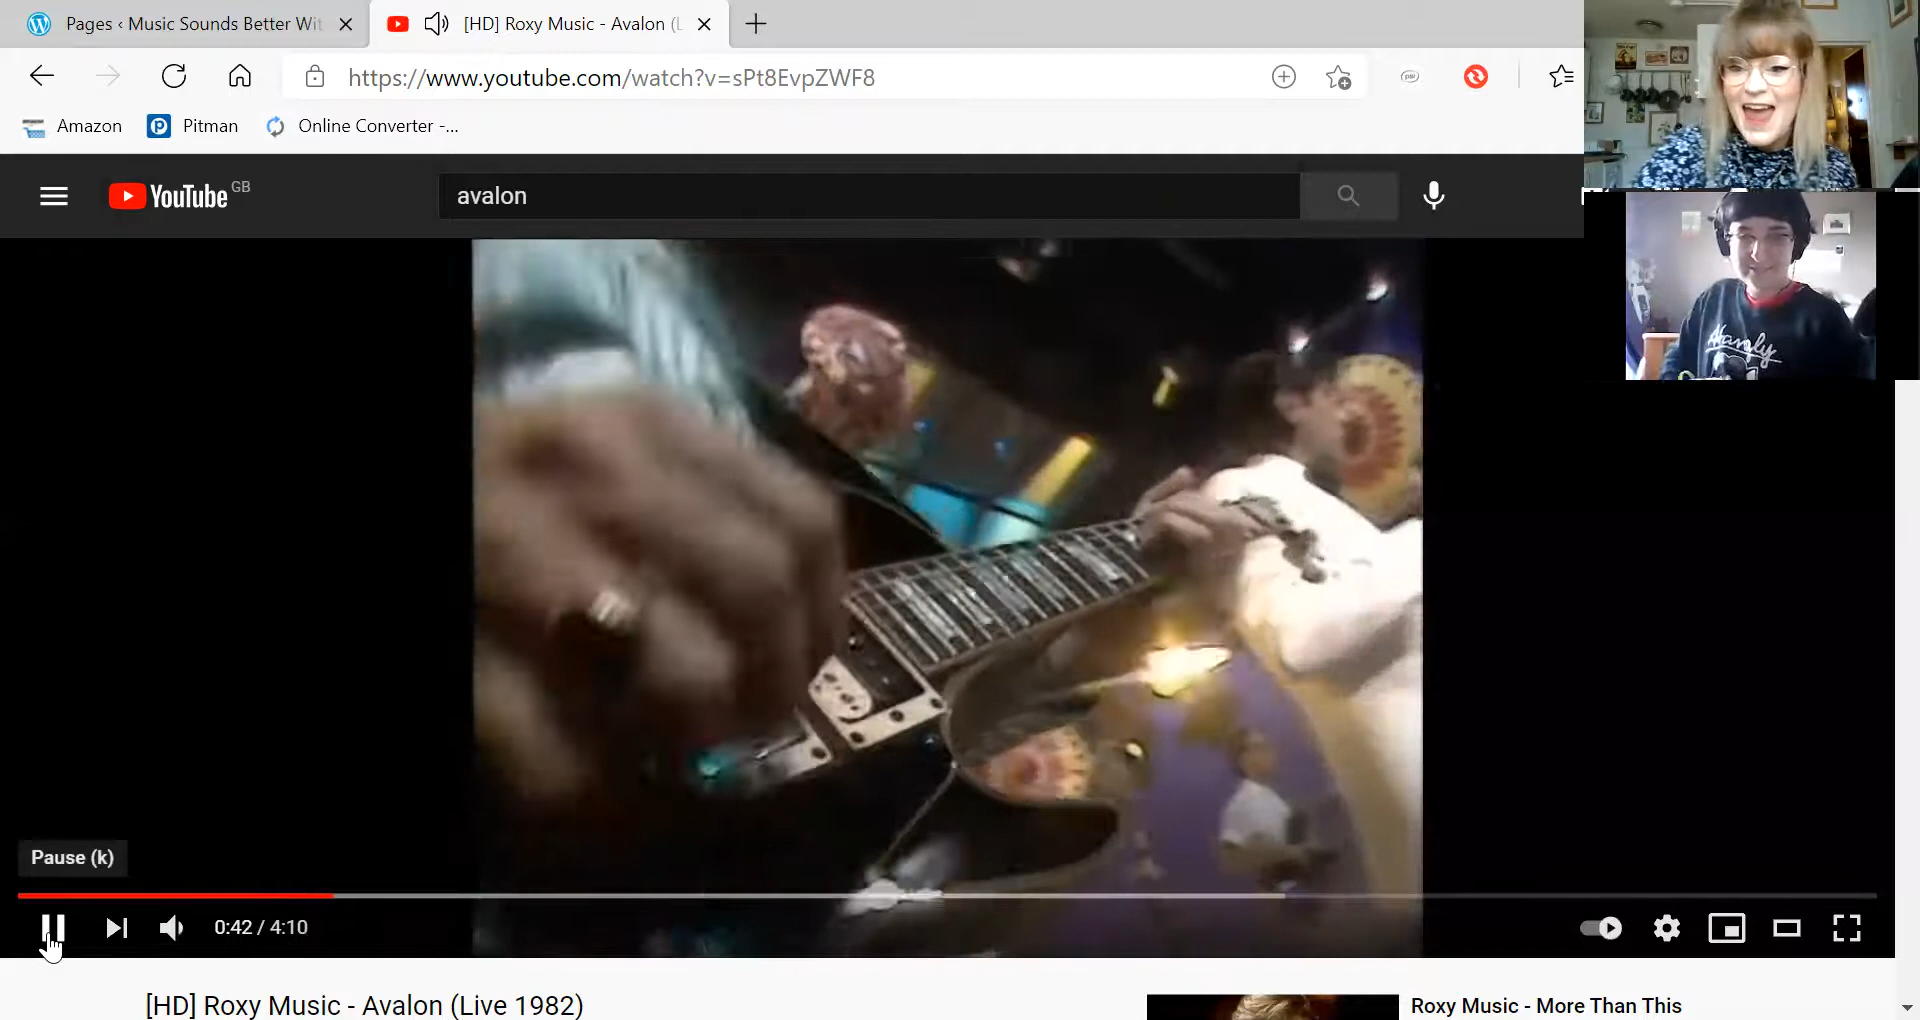 Pages ‹ Music Sounds Better Wit
[HD] Roxy Music - Avalon (L
https://www.youtube.com/watch?v=sPt8EvpZWF8
psi
Amazon
Pitman
Online Converter -...
YouTube GB
avalon
Pause (k)
0:42 / 4:10
[HD] Roxy Music - Avalon (Live 1982)
Roxy Music - More Than This